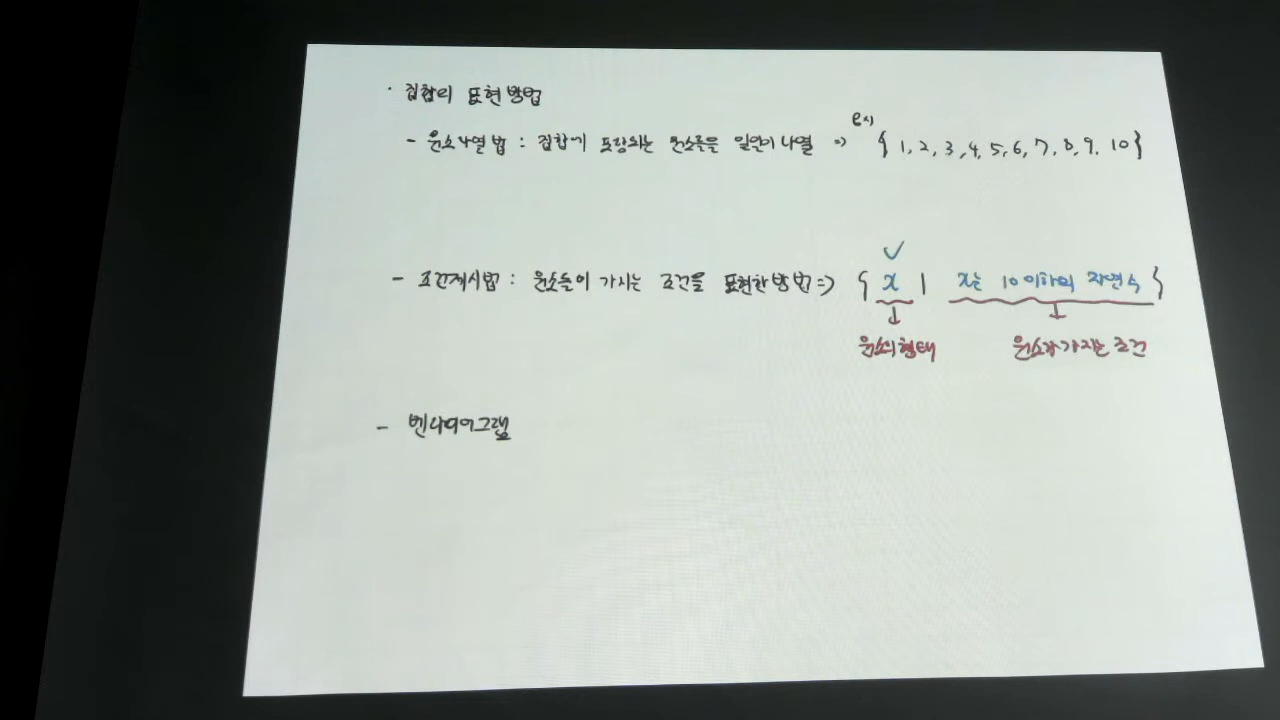 · 집합의 표현방법
- 원소나열법 : 집합에 포함되는 원소들을 일일이 나열 => 예시 { 1, 2, 3, 4, 5, 6, 7, 8, 9, 10 }
- 조건제시법 : 원소들이 가지는 조건을 표현한 방법 => { x | x는 10 이하의 자연수 }
원소의 형태 원소가 가지는 조건
- 벤다이어그램